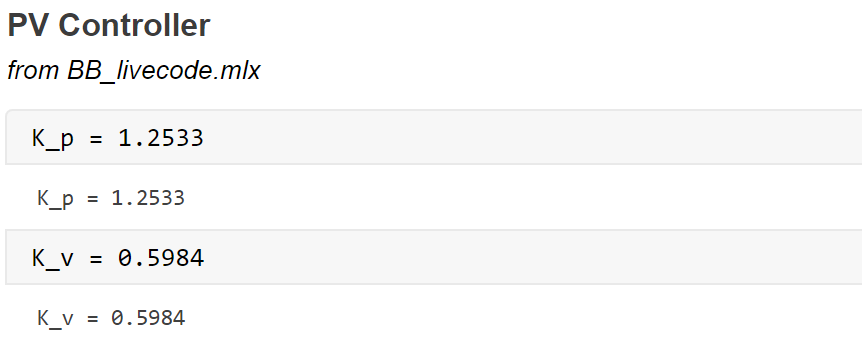 PV Controller
from BB_livecode.mlx
K_p = 1.2533
K_p = 1.2533
K_v = 0.5984
K_v = 0.5984